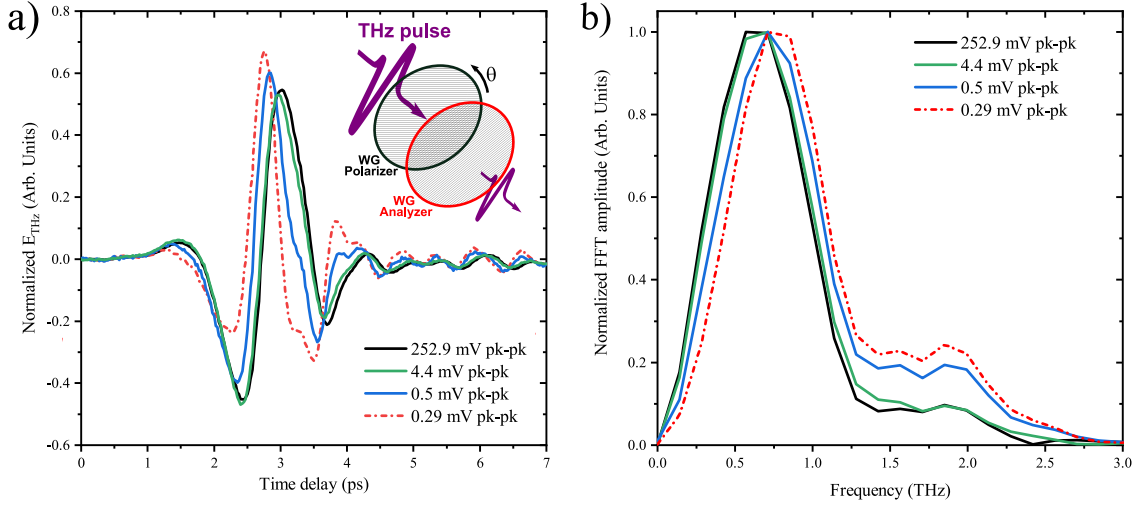 a)
Normalized E_THz (Arb. Units)
0.6
0.4
0.2
0.0
-0.2
-0.4
-0.6
0 1 2 3 4 5 6 7
Time delay (ps)
THz pulse
θ
WG
Polarizer
WG
Analyzer
252.9 mV pk-pk
4.4 mV pk-pk
0.5 mV pk-pk
0.29 mV pk-pk
b)
Normalized FFT amplitude (Arb. Units)
1.0
0.8
0.6
0.4
0.2
0.0
0.0 0.5 1.0 1.5 2.0 2.5 3.0
Frequency (THz)
252.9 mV pk-pk
4.4 mV pk-pk
0.5 mV pk-pk
0.29 mV pk-pk